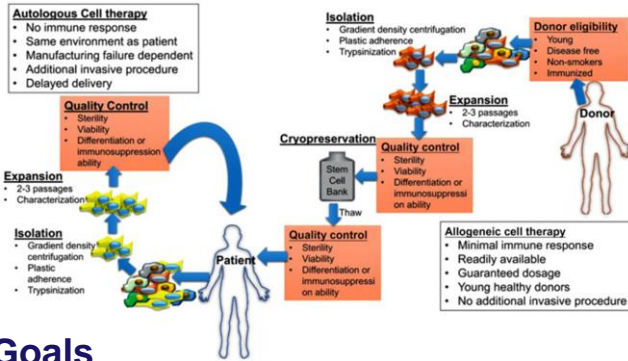 Autologous Cell therapy
• No immune response
• Same environment as patient
• Manufacturing failure dependent
• Additional invasive procedure
• Delayed delivery
Quality Control
• Sterility
• Viability
• Differentiation or
immunosuppression
ability
Expansion
• 2-3 passages
• Characterization
Isolation
• Gradient density
centrifugation
• Plastic
adherence
• Trypsinization
Patient
Isolation
• Gradient density centrifugation
• Plastic adherence
• Trypsinization
Donor eligibility
• Young
• Disease free
• Non-smokers
• Immunized
Donor
Expansion
• 2-3 passages
• Characterization
Cryopreservation
Stem
Cell
Bank
Thaw
Quality control
• Sterility
• Viability
• Differentiation or
immunosuppressi
on ability
Quality control
• Sterility
• Viability
• Differentiation or
immunosuppressi
on ability
Allogeneic cell therapy
• Minimal immune response
• Readily available
• Guaranteed dosage
• Young healthy donors
• No additional invasive procedure
Goals